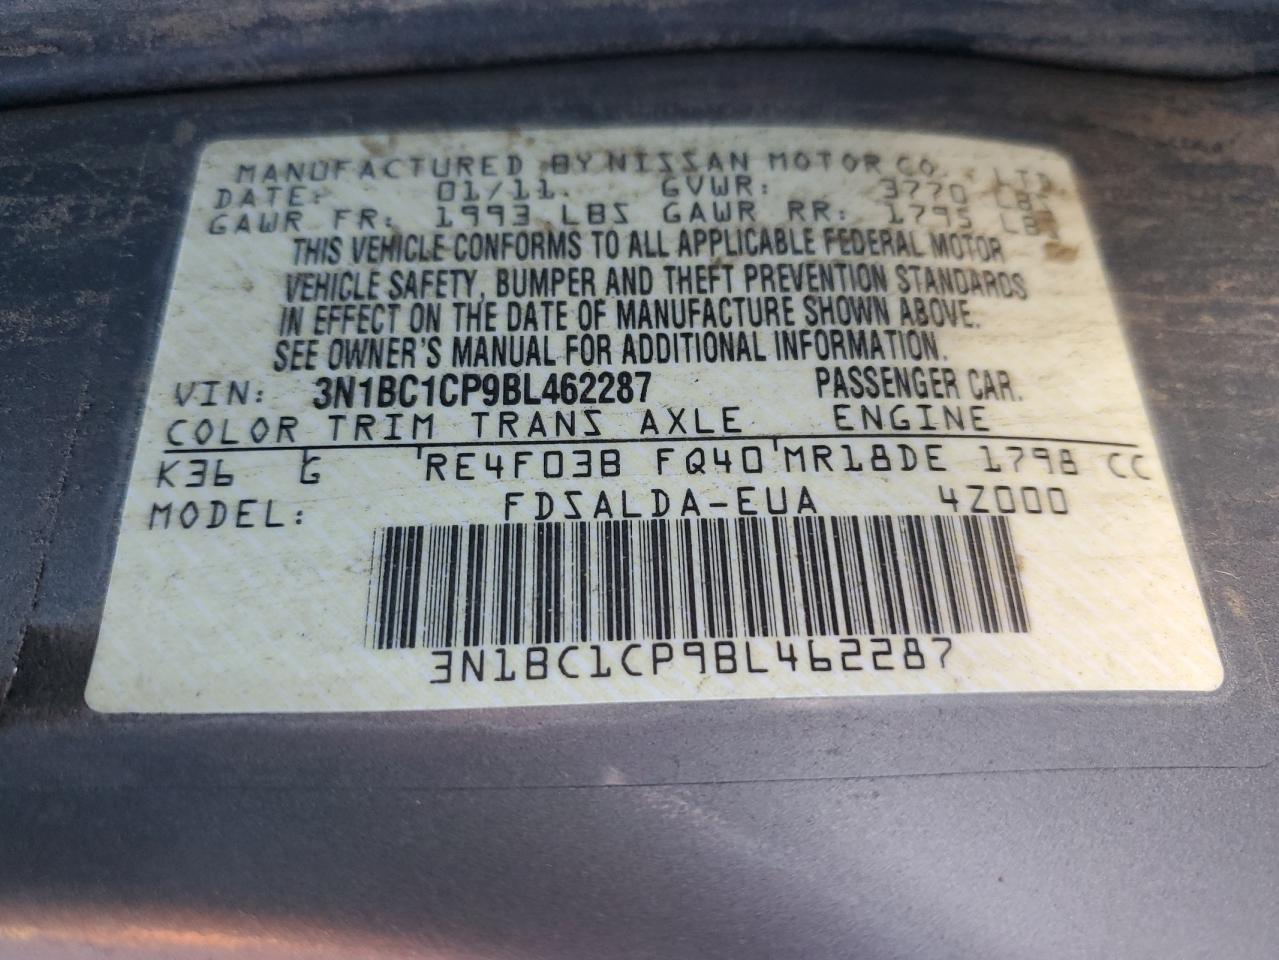 MANUFACTURED BY NISSAN MOTOR CO. LTD
DATE: 01/11. GVWR: 3770 LBS
GAWR FR: 1993 LBS GAWR RR: 1795 LBS
THIS VEHICLE CONFORMS TO ALL APPLICABLE FEDERAL MOTOR
VEHICLE SAFETY, BUMPER AND THEFT PREVENTION STANDARDS
IN EFFECT ON THE DATE OF MANUFACTURE SHOWN ABOVE.
SEE OWNER'S MANUAL FOR ADDITIONAL INFORMATION.
VIN: 3N1BC1CP9BL462287 PASSENGER CAR.
COLOR TRIM TRANS AXLE ENGINE
K36 G RE4F03B FQ40 MR18DE 1798 CC
MODEL: FDSALDA-EUA 4Z000
3N1BC1CP9BL462287